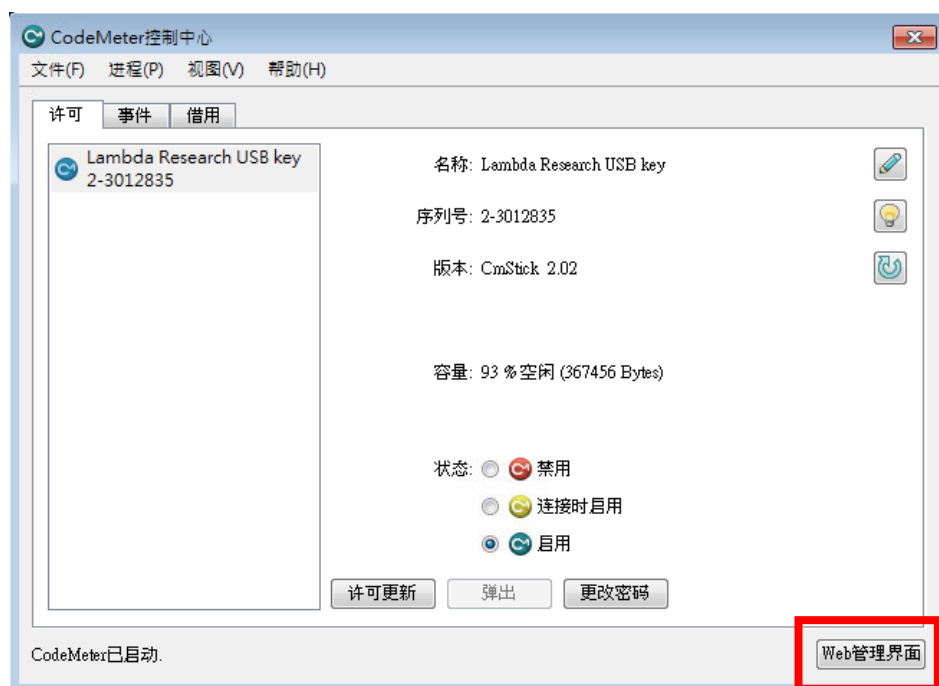 CodeMeter控制中心
文件(F) 进程(P) 视图(V) 帮助(H)
许可 事件 借用
Lambda Research USB key
2-3012835
名称: Lambda Research USB key
序列号: 2-3012835
版本: CmStick 2.02
容量: 93 % 空闲 (367456 Bytes)
状态: 禁用
连接时启用
启用
许可更新 弹出 更改密码
CodeMeter已启动. Web管理界面